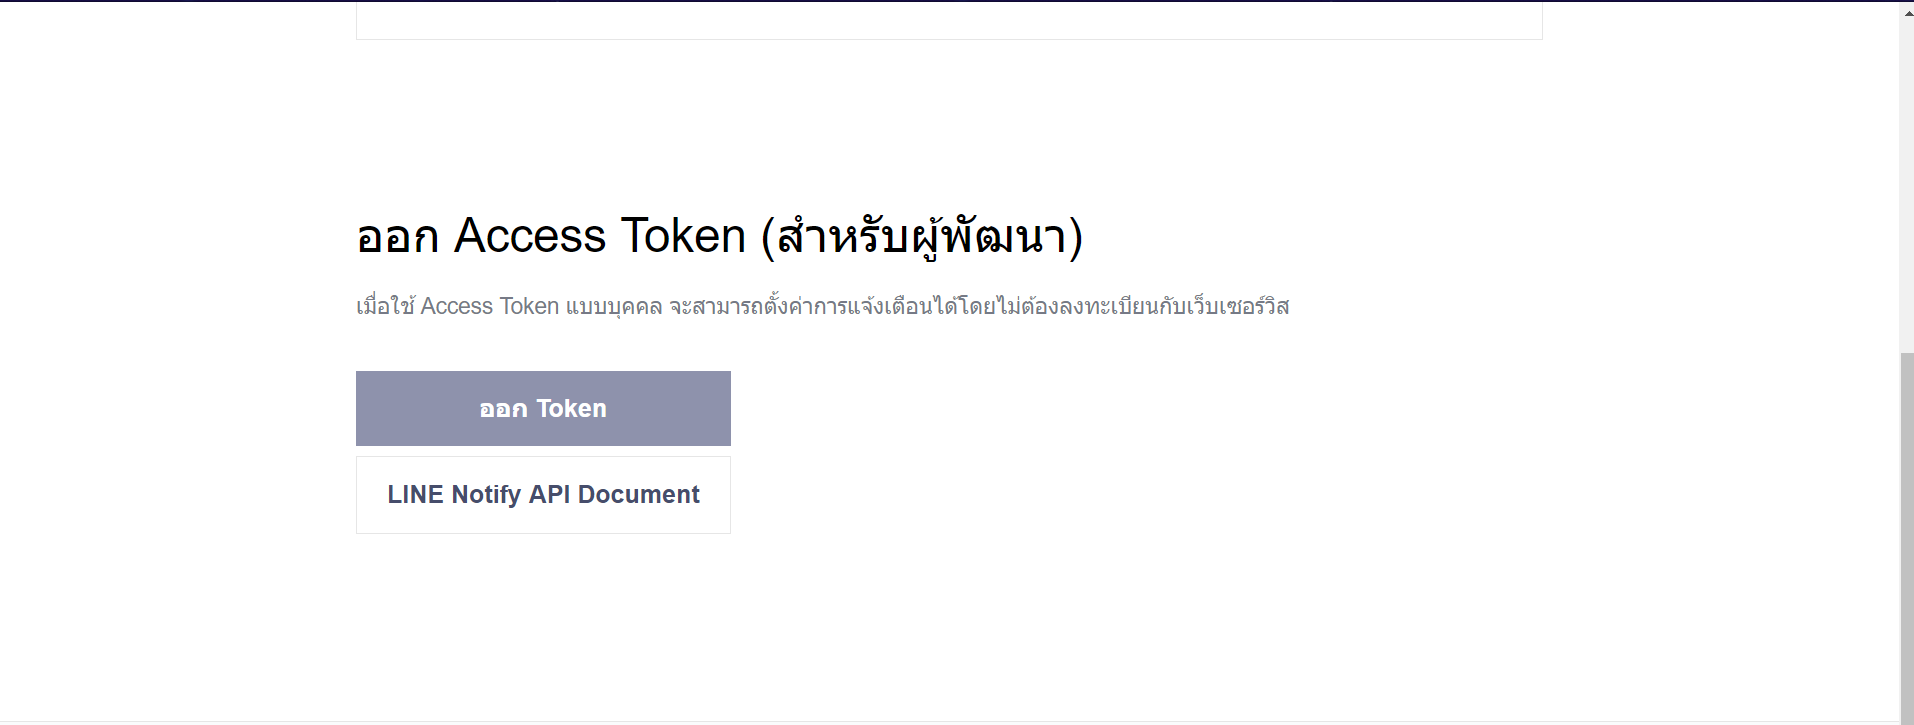 ออก Access Token (สำหรับผู้พัฒนา)
เมื่อใช้ Access Token แบบบุคคล จะสามารถตั้งค่าการแจ้งเตือนได้โดยไม่ต้องลงทะเบียนกับเว็บเซอร์วิส
ออก Token
LINE Notify API Document